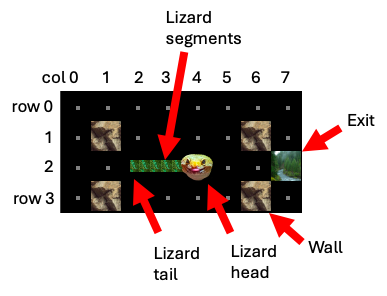 Lizard
segments
col 0 1 2 3 4 5 6 7
row 0
1
2
row 3
Exit
Wall
Lizard
tail
Lizard
head